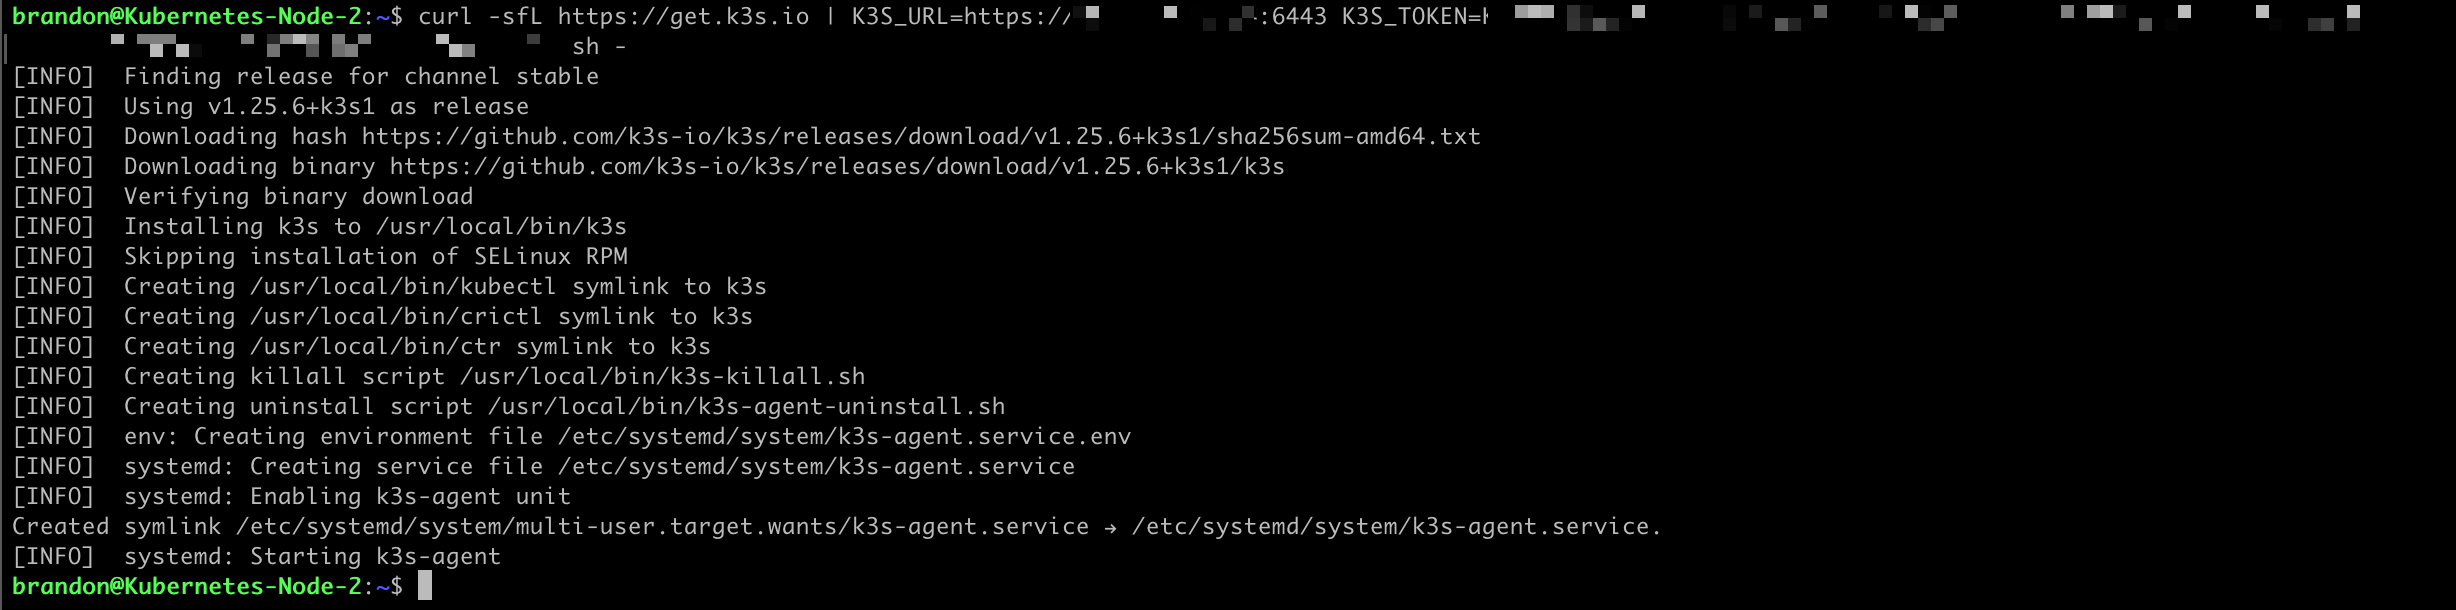 brandon@Kubernetes-Node-2:~$ curl -sfL https://get.k3s.io | K3S_URL=https:// :6443 K3S_TOKEN=
sh -
[INFO]  Finding release for channel stable
[INFO]  Using v1.25.6+k3s1 as release
[INFO]  Downloading hash https://github.com/k3s-io/k3s/releases/download/v1.25.6+k3s1/sha256sum-amd64.txt
[INFO]  Downloading binary https://github.com/k3s-io/k3s/releases/download/v1.25.6+k3s1/k3s
[INFO]  Verifying binary download
[INFO]  Installing k3s to /usr/local/bin/k3s
[INFO]  Skipping installation of SELinux RPM
[INFO]  Creating /usr/local/bin/kubectl symlink to k3s
[INFO]  Creating /usr/local/bin/crictl symlink to k3s
[INFO]  Creating /usr/local/bin/ctr symlink to k3s
[INFO]  Creating killall script /usr/local/bin/k3s-killall.sh
[INFO]  Creating uninstall script /usr/local/bin/k3s-agent-uninstall.sh
[INFO]  env: Creating environment file /etc/systemd/system/k3s-agent.service.env
[INFO]  systemd: Creating service file /etc/systemd/system/k3s-agent.service
[INFO]  systemd: Enabling k3s-agent unit
Created symlink /etc/systemd/system/multi-user.target.wants/k3s-agent.service → /etc/systemd/system/k3s-agent.service.
[INFO]  systemd: Starting k3s-agent
brandon@Kubernetes-Node-2:~$